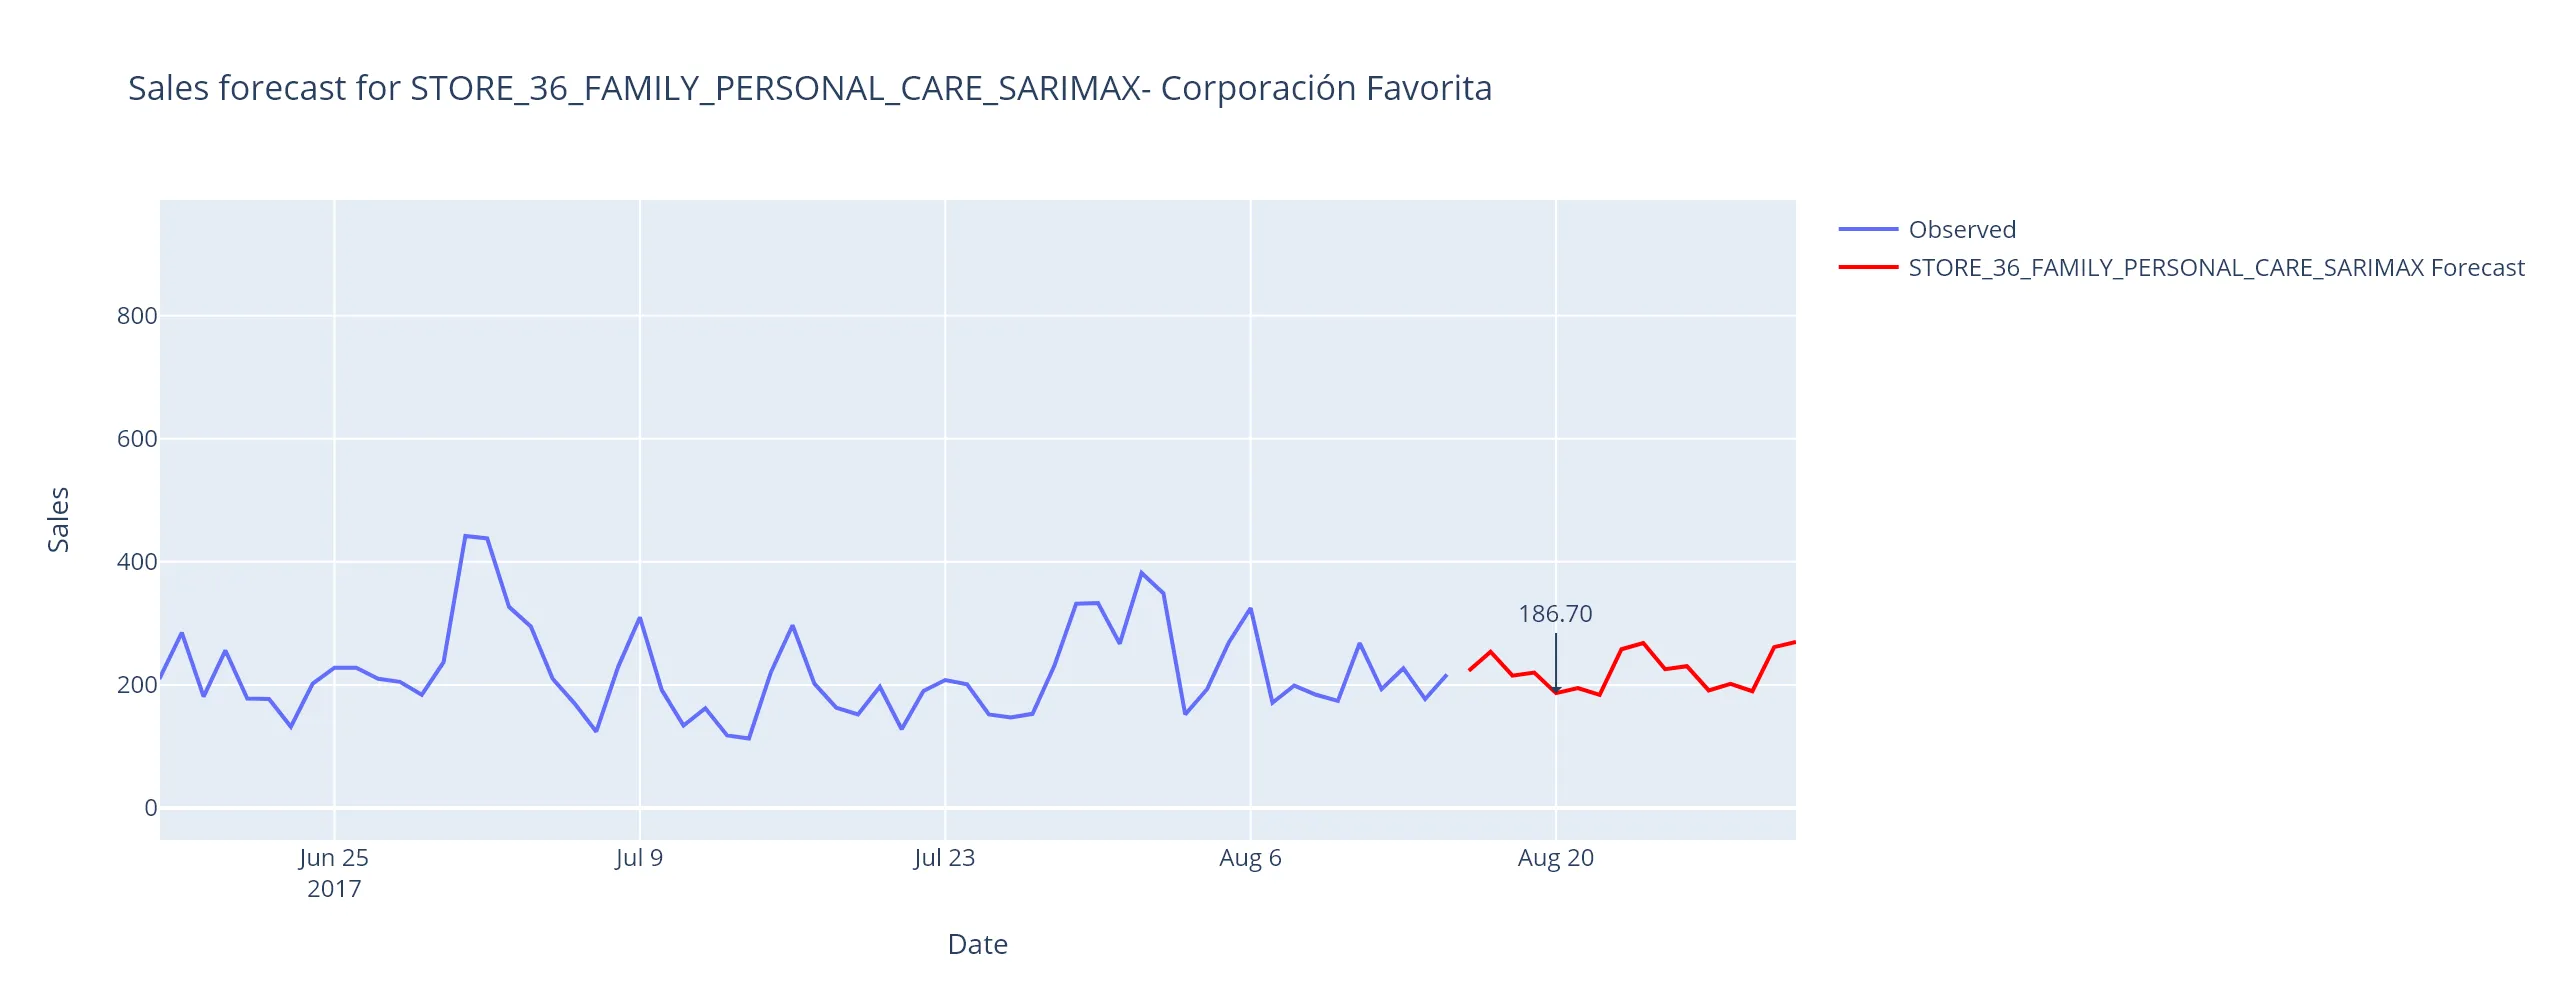 Sales forecast for STORE_36_FAMILY_PERSONAL_CARE_SARIMAX- Corporación Favorita
Observed
STORE_36_FAMILY_PERSONAL_CARE_SARIMAX Forecast
800
600
400
200
0
Sales
186.70
Jun 25
2017
Jul 9
Jul 23
Aug 6
Aug 20
Date